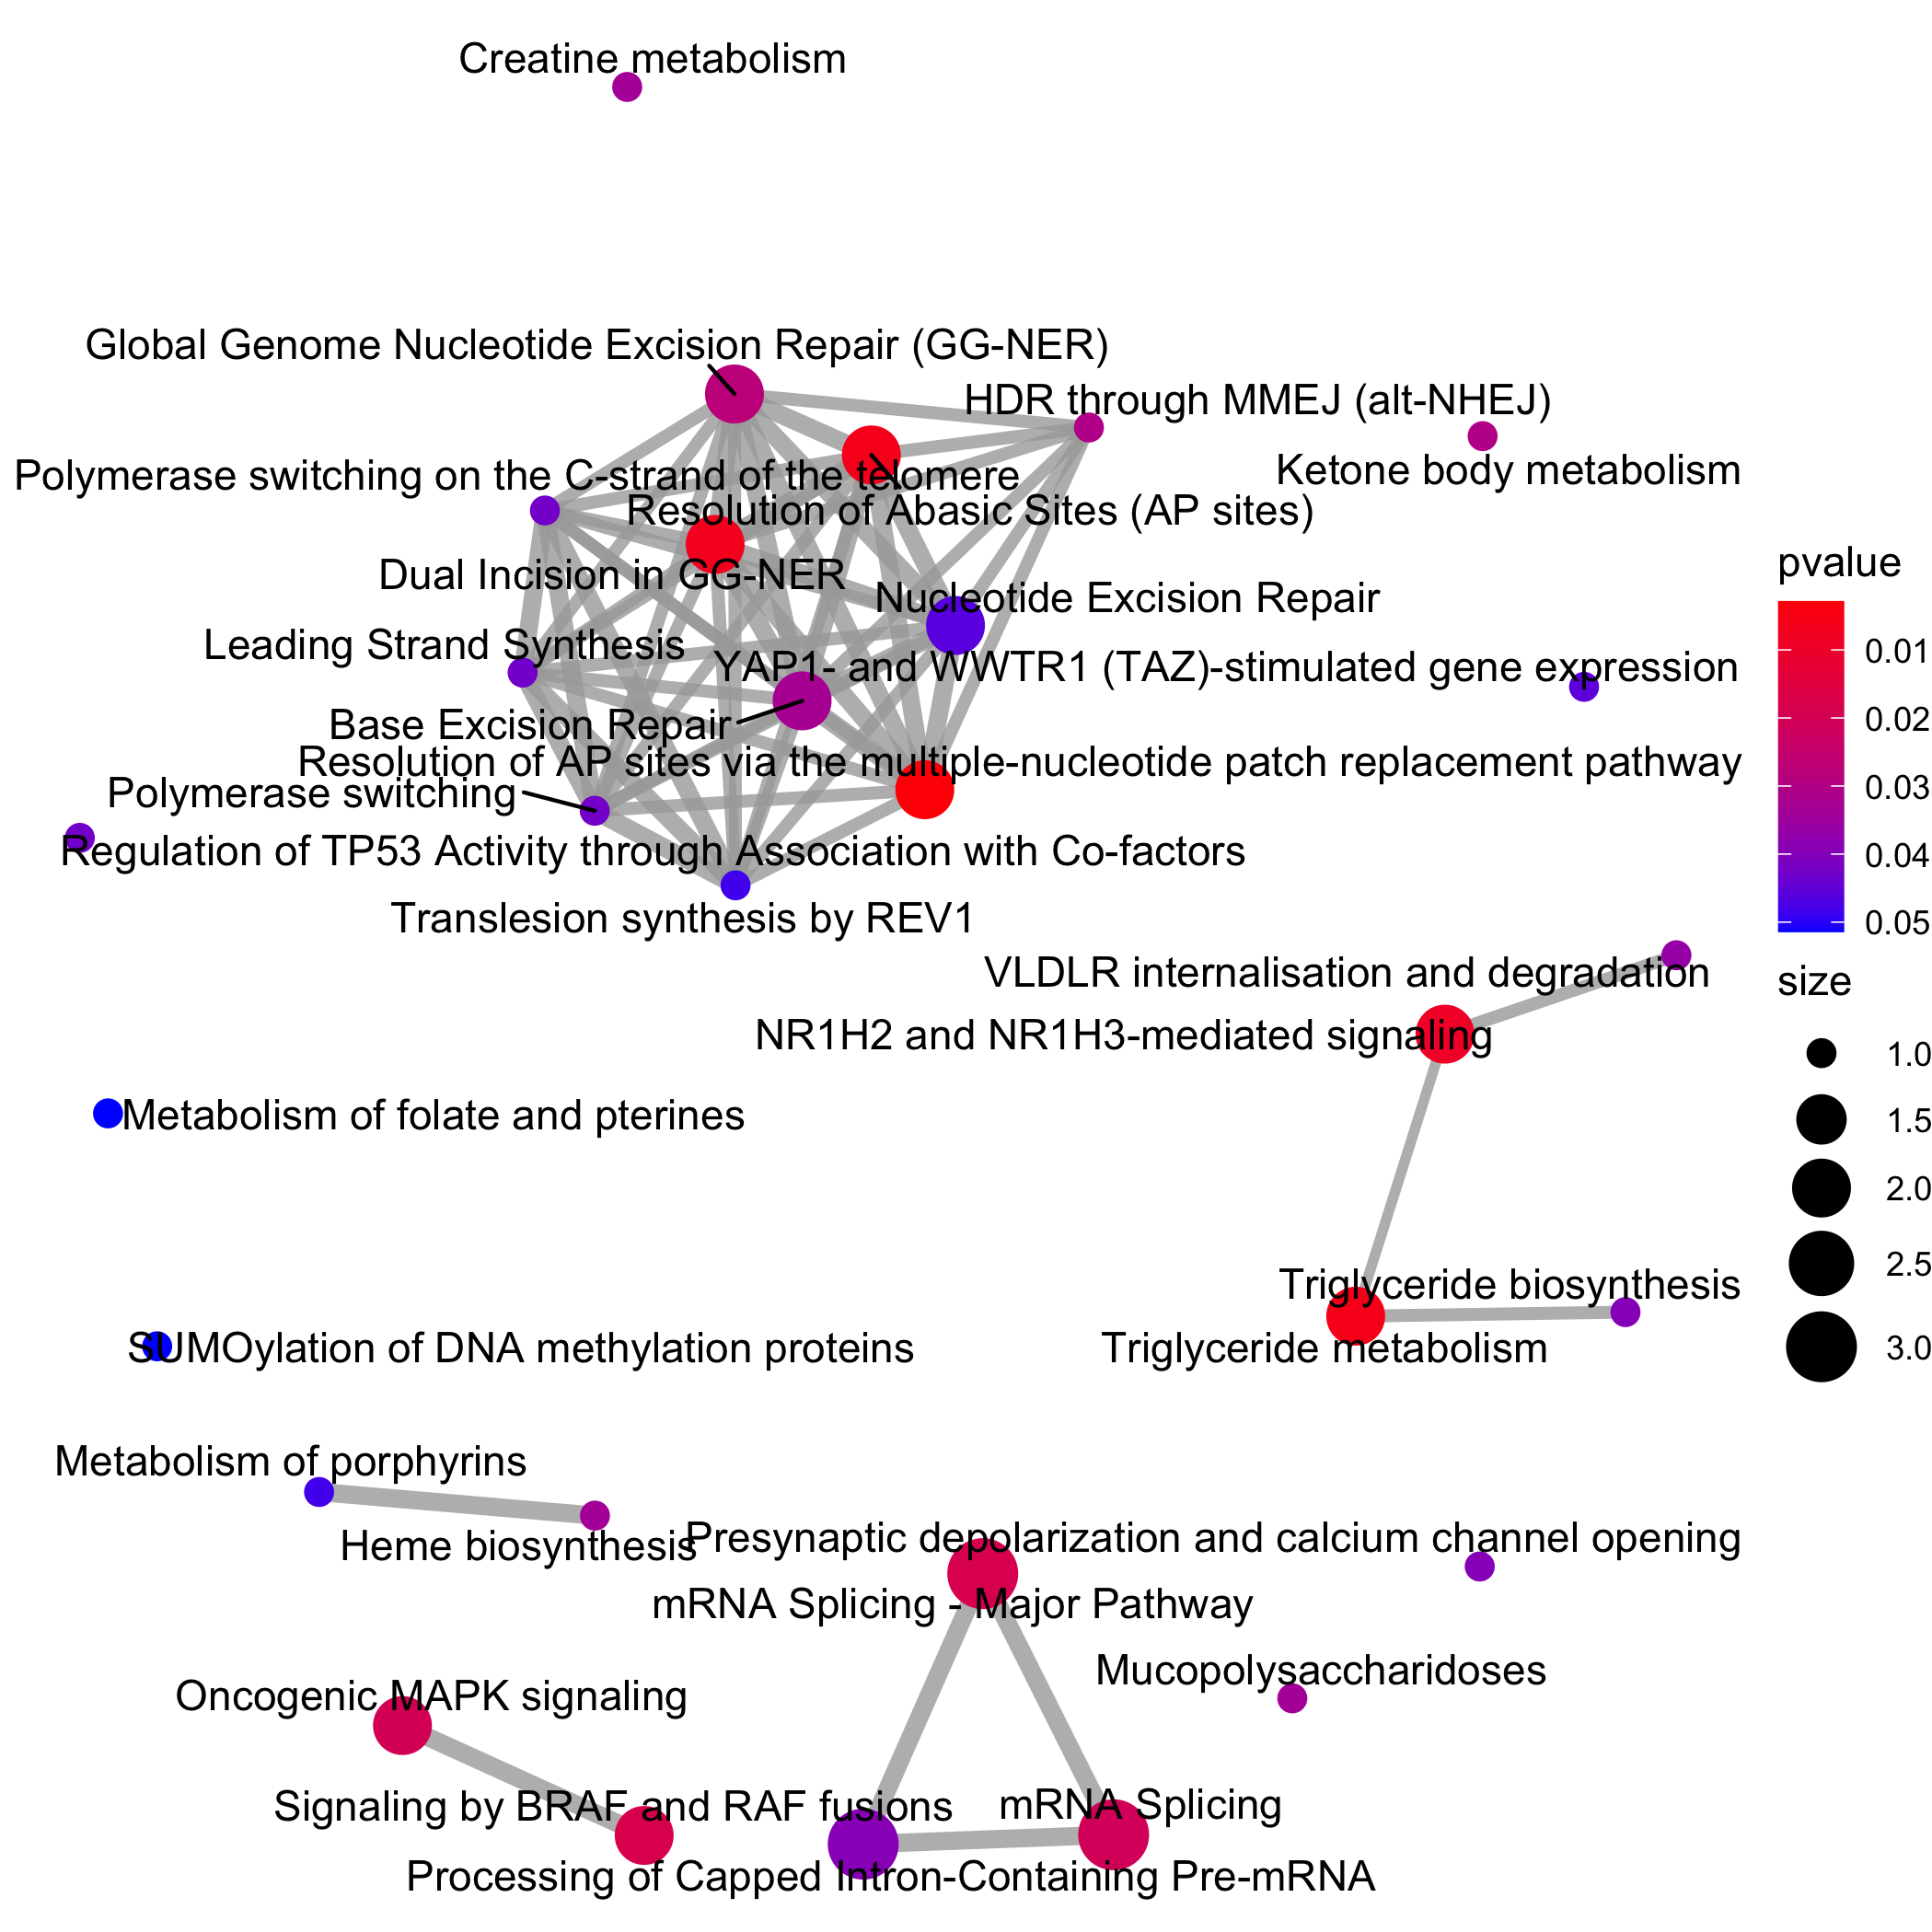 Creatine metabolism
Global Genome Nucleotide Excision Repair (GG-NER)
HDR through MMEJ (alt-NHEJ)
Ketone body metabolism
Polymerase switching on the C-strand of the telomere
Resolution of Abasic Sites (AP sites)
Dual Incision in GG-NER
Nucleotide Excision Repair
Leading Strand Synthesis
YAP1- and WWTR1 (TAZ)-stimulated gene expression
Base Excision Repair
Resolution of AP sites via the multiple-nucleotide patch replacement pathway
Polymerase switching
Regulation of TP53 Activity through Association with Co-factors
Translesion synthesis by REV1
VLDLR internalisation and degradation
NR1H2 and NR1H3-mediated signaling
Metabolism of folate and pterines
Triglyceride biosynthesis
Triglyceride metabolism
SUMOylation of DNA methylation proteins
Metabolism of porphyrins
Heme biosynthesis
Presynaptic depolarization and calcium channel opening
mRNA Splicing - Major Pathway
Mucopolysaccharidoses
Oncogenic MAPK signaling
Signaling by BRAF and RAF fusions
mRNA Splicing
Processing of Capped Intron-Containing Pre-mRNA
pvalue
0.01
0.02
0.03
0.04
0.05
size
1.0
1.5
2.0
2.5
3.0